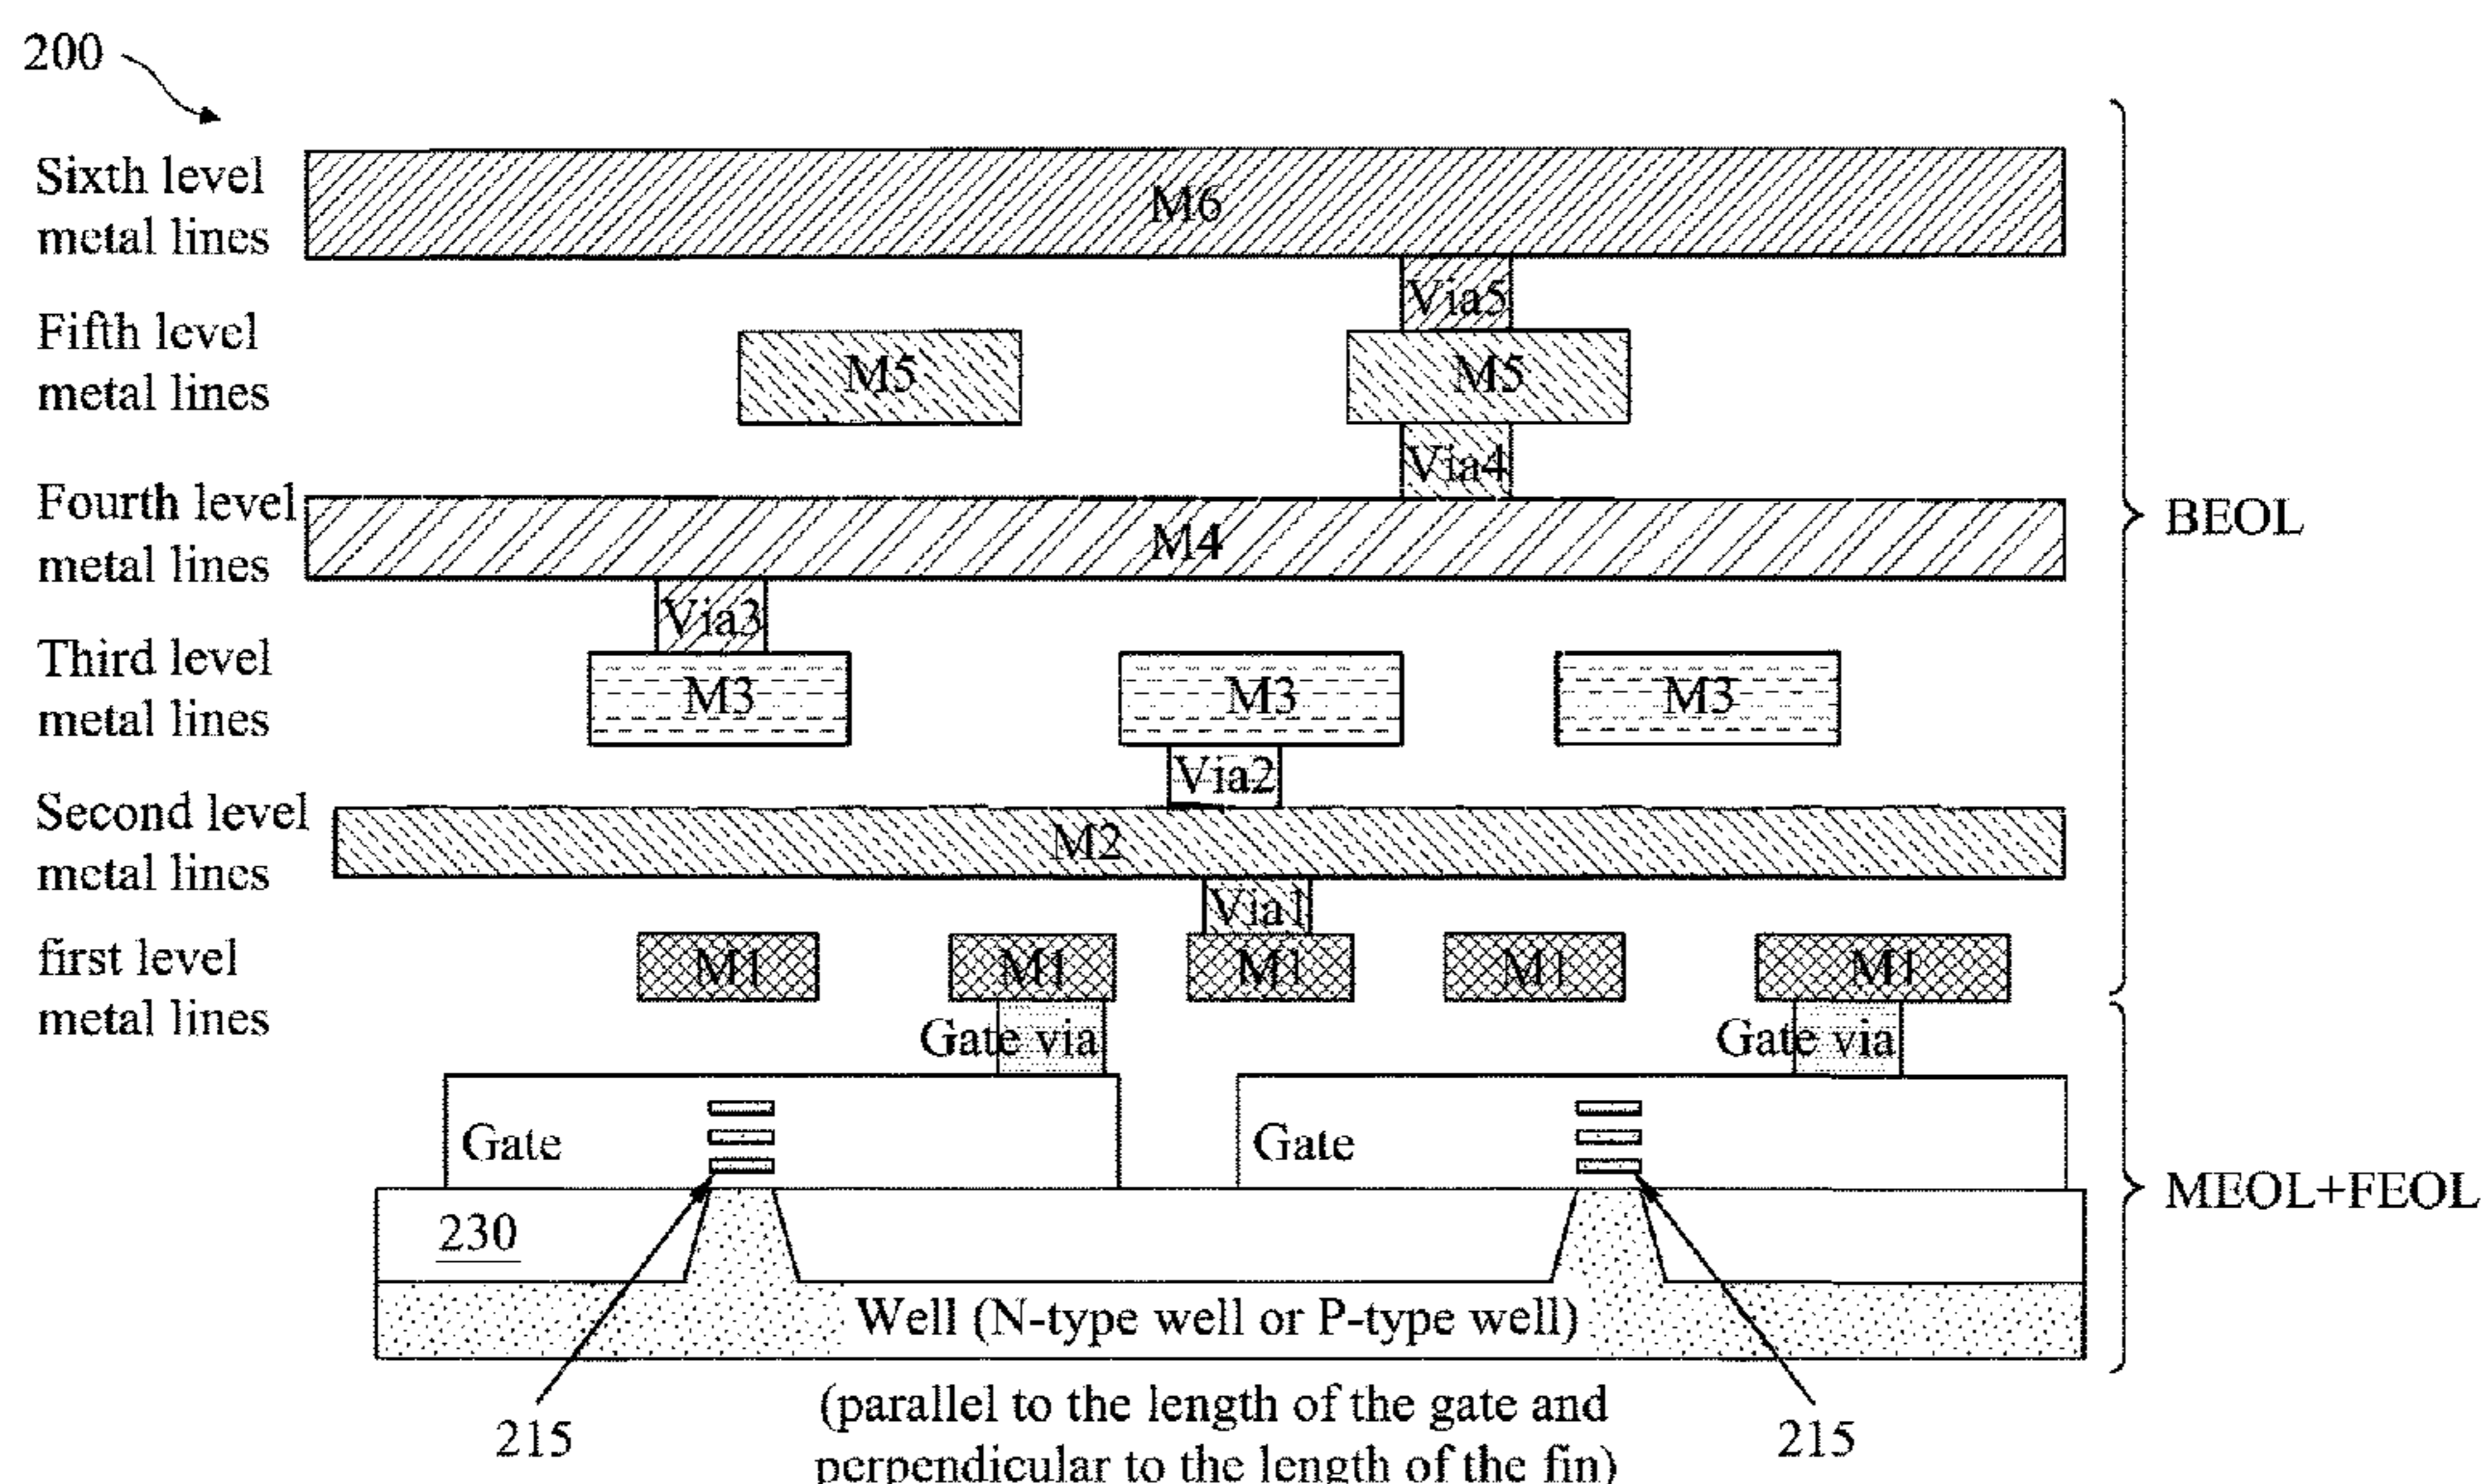 200
Sixth level
metal lines
M6
Via5
Fifth level
metal lines
M5 M5
Via4
Fourth level
metal lines
M4
BEOL
Via3
Third level
metal lines
M3 M3 M3
Via2
Second level
metal lines
M2
Via1
first level
metal lines
M1 M1 M1 M1 M1
Gate via Gate via
Gate Gate
MEOL+FEOL
230
Well (N-type well or P-type well)
(parallel to the length of the gate and
perpendicular to the length of the fin)
215 215